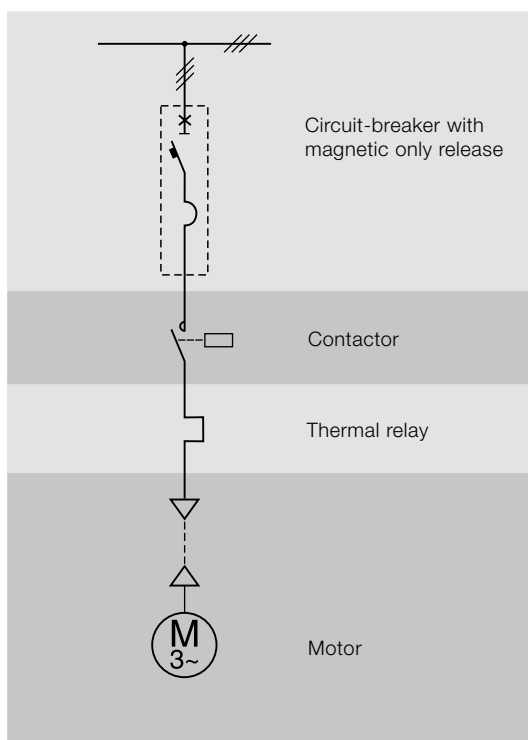 Circuit-breaker with
magnetic only release
Contactor
Thermal relay
M
3~
Motor